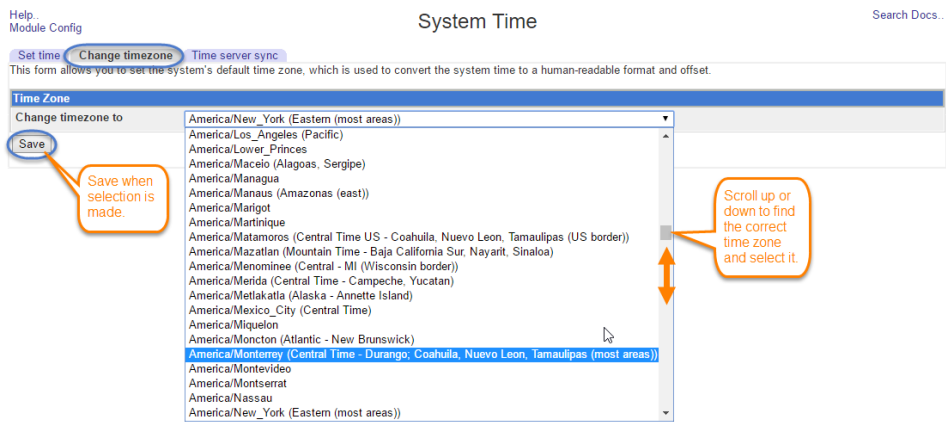 Help..
Module Config
System Time
Search Docs..
Set time
Change timezone
Time server sync
This form allows you to set the system's default time zone, which is used to convert the system time to a human-readable format and offset.
Time Zone
Change timezone to
America/New_York (Eastern (most areas))
Save
America/Los_Angeles (Pacific)
America/Lower_Princes
America/Maceio (Alagoas, Sergipe)
America/Managua
America/Manaus (Amazonas (east))
America/Marigot
America/Martinique
America/Matamoros (Central Time US - Coahuila, Nuevo Leon, Tamaulipas (US border))
America/Mazatlan (Mountain Time - Baja California Sur, Nayarit, Sinaloa)
America/Menominee (Central - MI (Wisconsin border))
America/Merida (Central Time - Campeche, Yucatan)
America/Metlakatla (Alaska - Annette Island)
America/Mexico_City (Central Time)
America/Miquelon
America/Moncton (Atlantic - New Brunswick)
America/Monterrey (Central Time - Durango; Coahuila, Nuevo Leon, Tamaulipas (most areas))
America/Montevideo
America/Montserrat
America/Nassau
America/New_York (Eastern (most areas))
Save when
selection is
made.
Scroll up or
down to find
the correct
time zone
and select it.